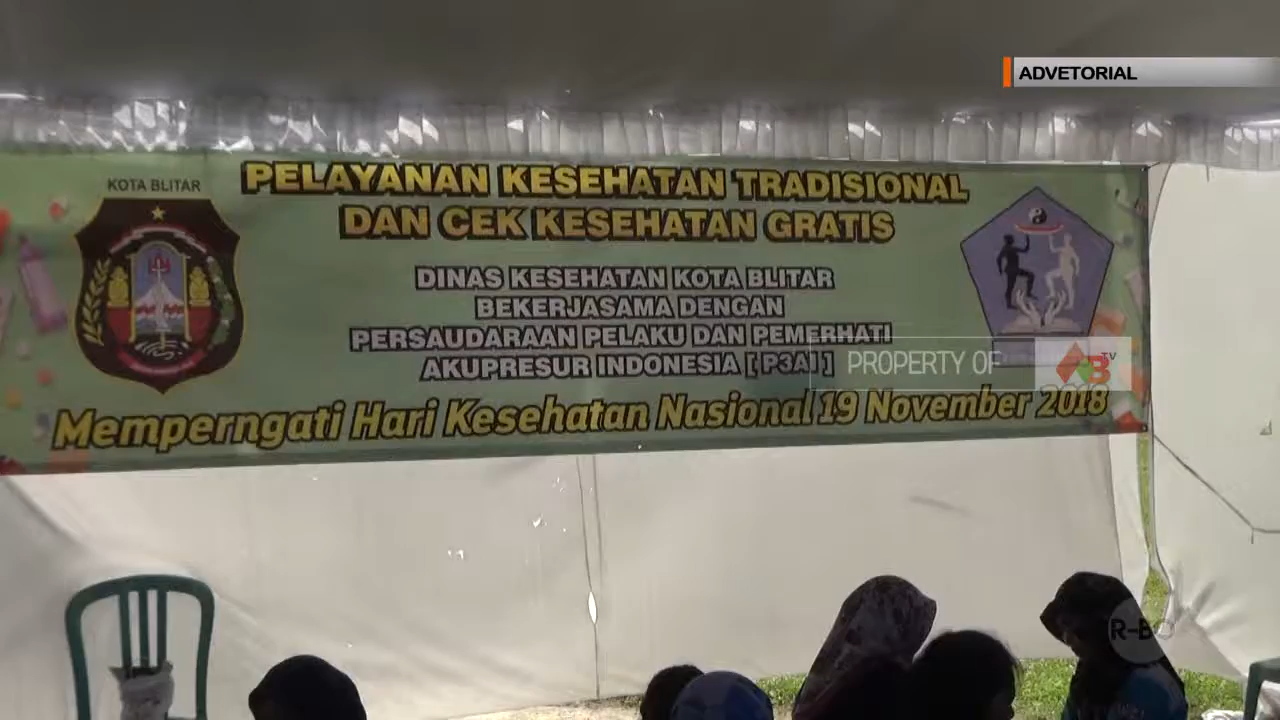 ADVETORIAL
KOTA BLITAR
PELAYANAN KESEHATAN TRADISIONAL
DAN CEK KESEHATAN GRATIS
DINAS KESEHATAN KOTA BLITAR
BEKERJASAMA DENGAN
PERSAUDARAAN PELAKU DAN PEMERHATI
AKUPRESUR INDONESIA [ P3AI ]
PROPERTY OF
B TV
Memperngati Hari Kesehatan Nasional 19 November 2018